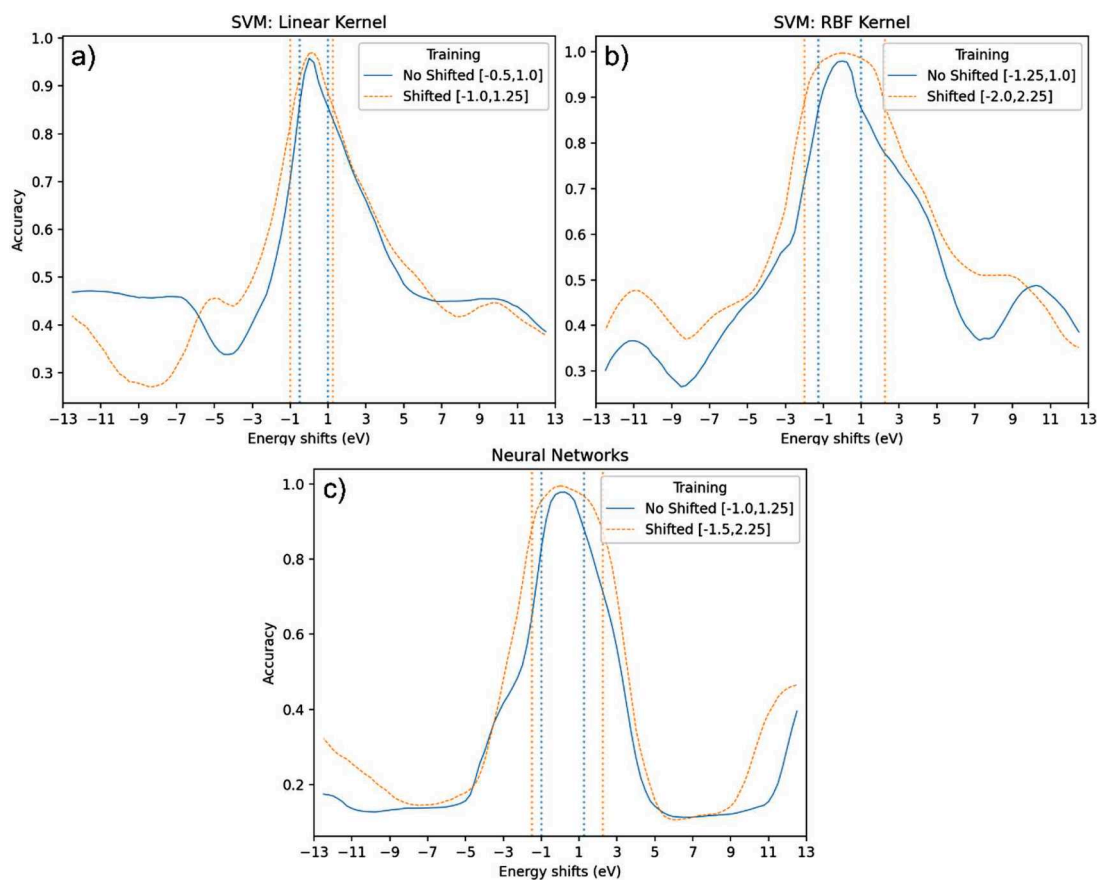 SVM: Linear Kernel
a)
Training
No Shifted [-0.5,1.0]
Shifted [-1.0,1.25]
Accuracy
1.0
0.9
0.8
0.7
0.6
0.5
0.4
0.3
−13 −11 −9 −7 −5 −3 −1 1 3 5 7 9 11 13
Energy shifts (eV)
SVM: RBF Kernel
b)
Training
No Shifted [-1.25,1.0]
Shifted [-2.0,2.25]
1.0
0.9
0.8
0.7
0.6
0.5
0.4
0.3
−13 −11 −9 −7 −5 −3 −1 1 3 5 7 9 11 13
Energy shifts (eV)
Neural Networks
c)
Training
No Shifted [-1.0,1.25]
Shifted [-1.5,2.25]
Accuracy
1.0
0.8
0.6
0.4
0.2
−13 −11 −9 −7 −5 −3 −1 1 3 5 7 9 11 13
Energy shifts (eV)